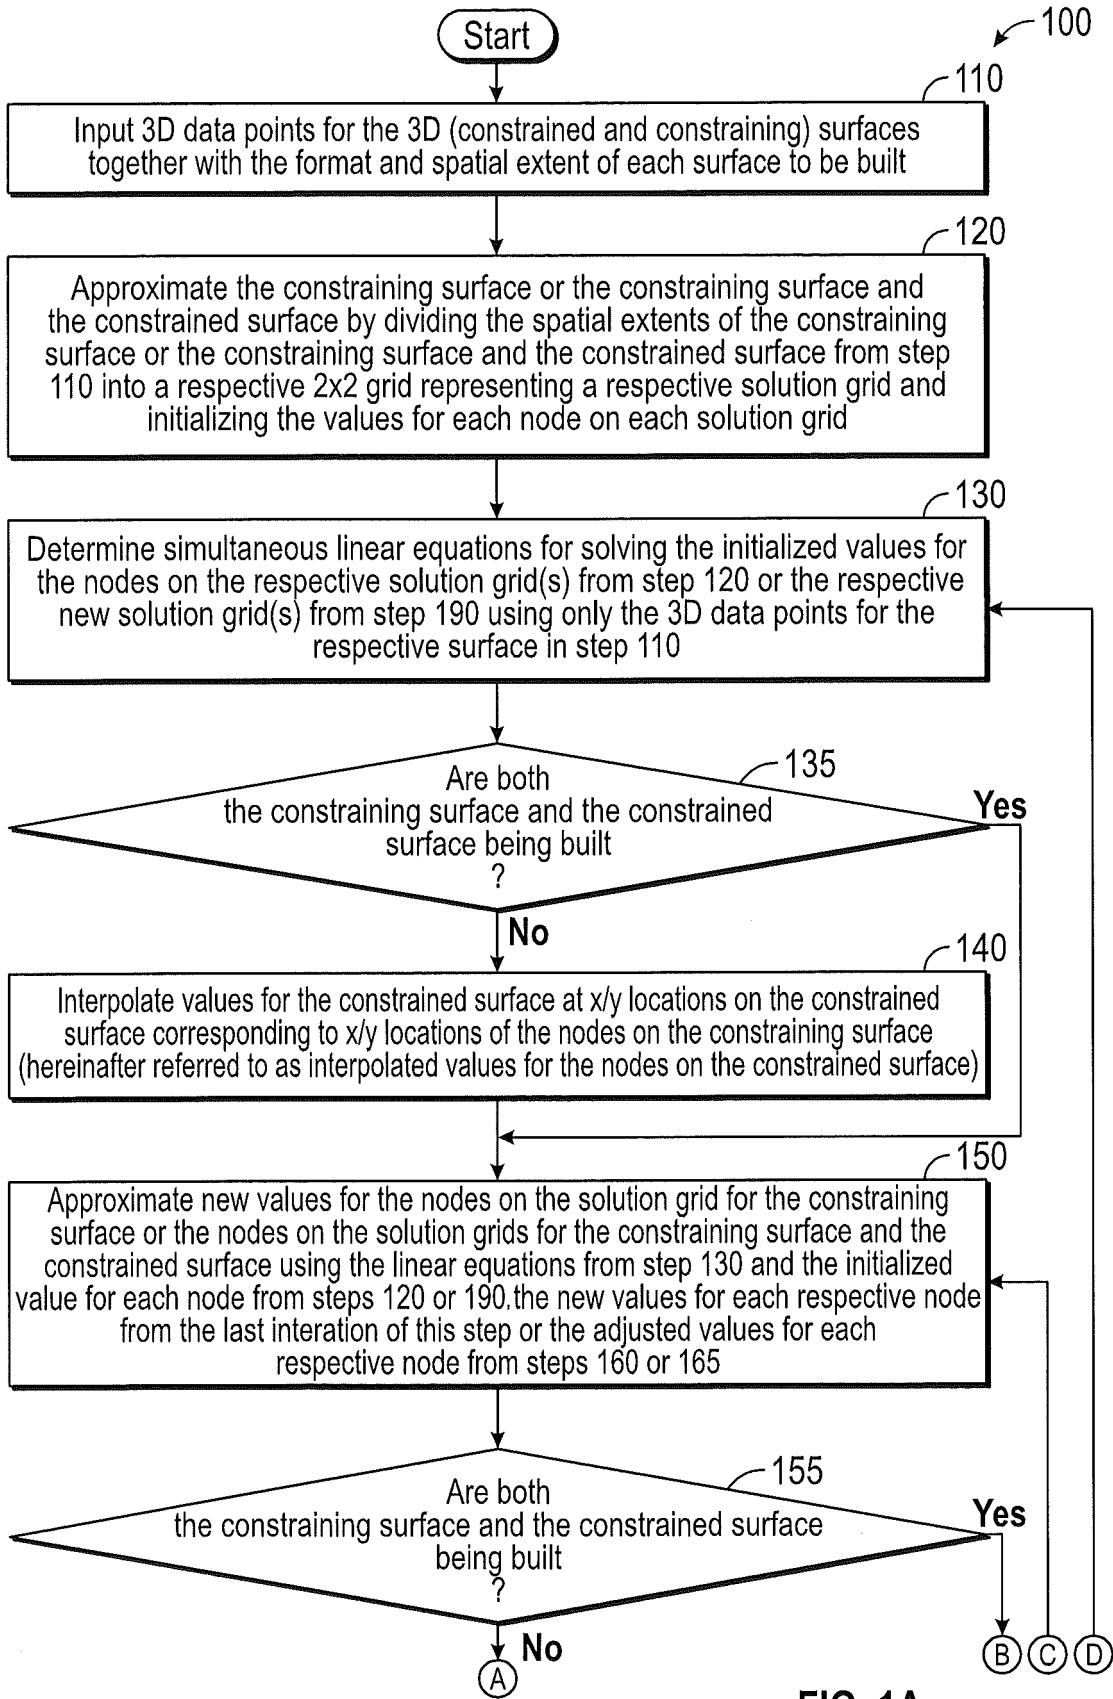 Start
100
110
Input 3D data points for the 3D (constrained and constraining) surfaces
together with the format and spatial extent of each surface to be built
120
Approximate the constraining surface or the constraining surface and
the constrained surface by dividing the spatial extents of the constraining
surface or the constraining surface and the constrained surface from step
110 into a respective 2x2 grid representing a respective solution grid and
initializing the values for each node on each solution grid
130
Determine simultaneous linear equations for solving the initialized values for
the nodes on the respective solution grid(s) from step 120 or the respective
new solution grid(s) from step 190 using only the 3D data points for the
respective surface in step 110
135
Are both
the constraining surface and the constrained
surface being built
?
Yes
No
140
Interpolate values for the constrained surface at x/y locations on the constrained
surface corresponding to x/y locations of the nodes on the constraining surface
(hereinafter referred to as interpolated values for the nodes on the constrained surface)
150
Approximate new values for the nodes on the solution grid for the constraining
surface or the nodes on the solution grids for the constraining surface and the
constrained surface using the linear equations from step 130 and the initialized
value for each node from steps 120 or 190,the new values for each respective node
from the last interation of this step or the adjusted values for each
respective node from steps 160 or 165
155
Are both
the constraining surface and the constrained surface
being built
?
Yes
No
A
B
C
D
FIG. 1A